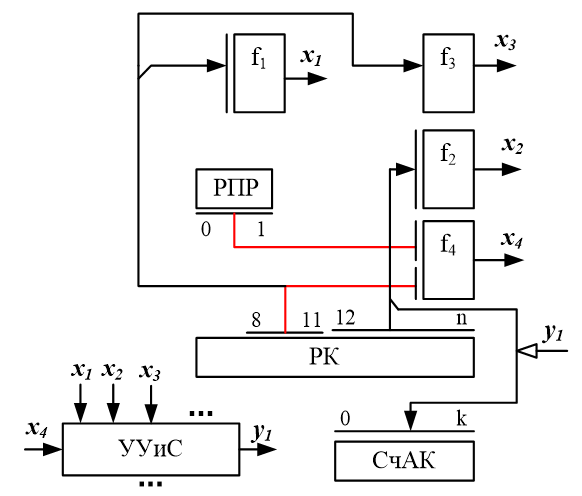 f1 x1 f3 x3
f2 x2
РПР
0 1
f4 x4
8 11 12 n
y1
РК
x1 x2 x3
...
x4 УУиС y1
...
0 k
СчАК